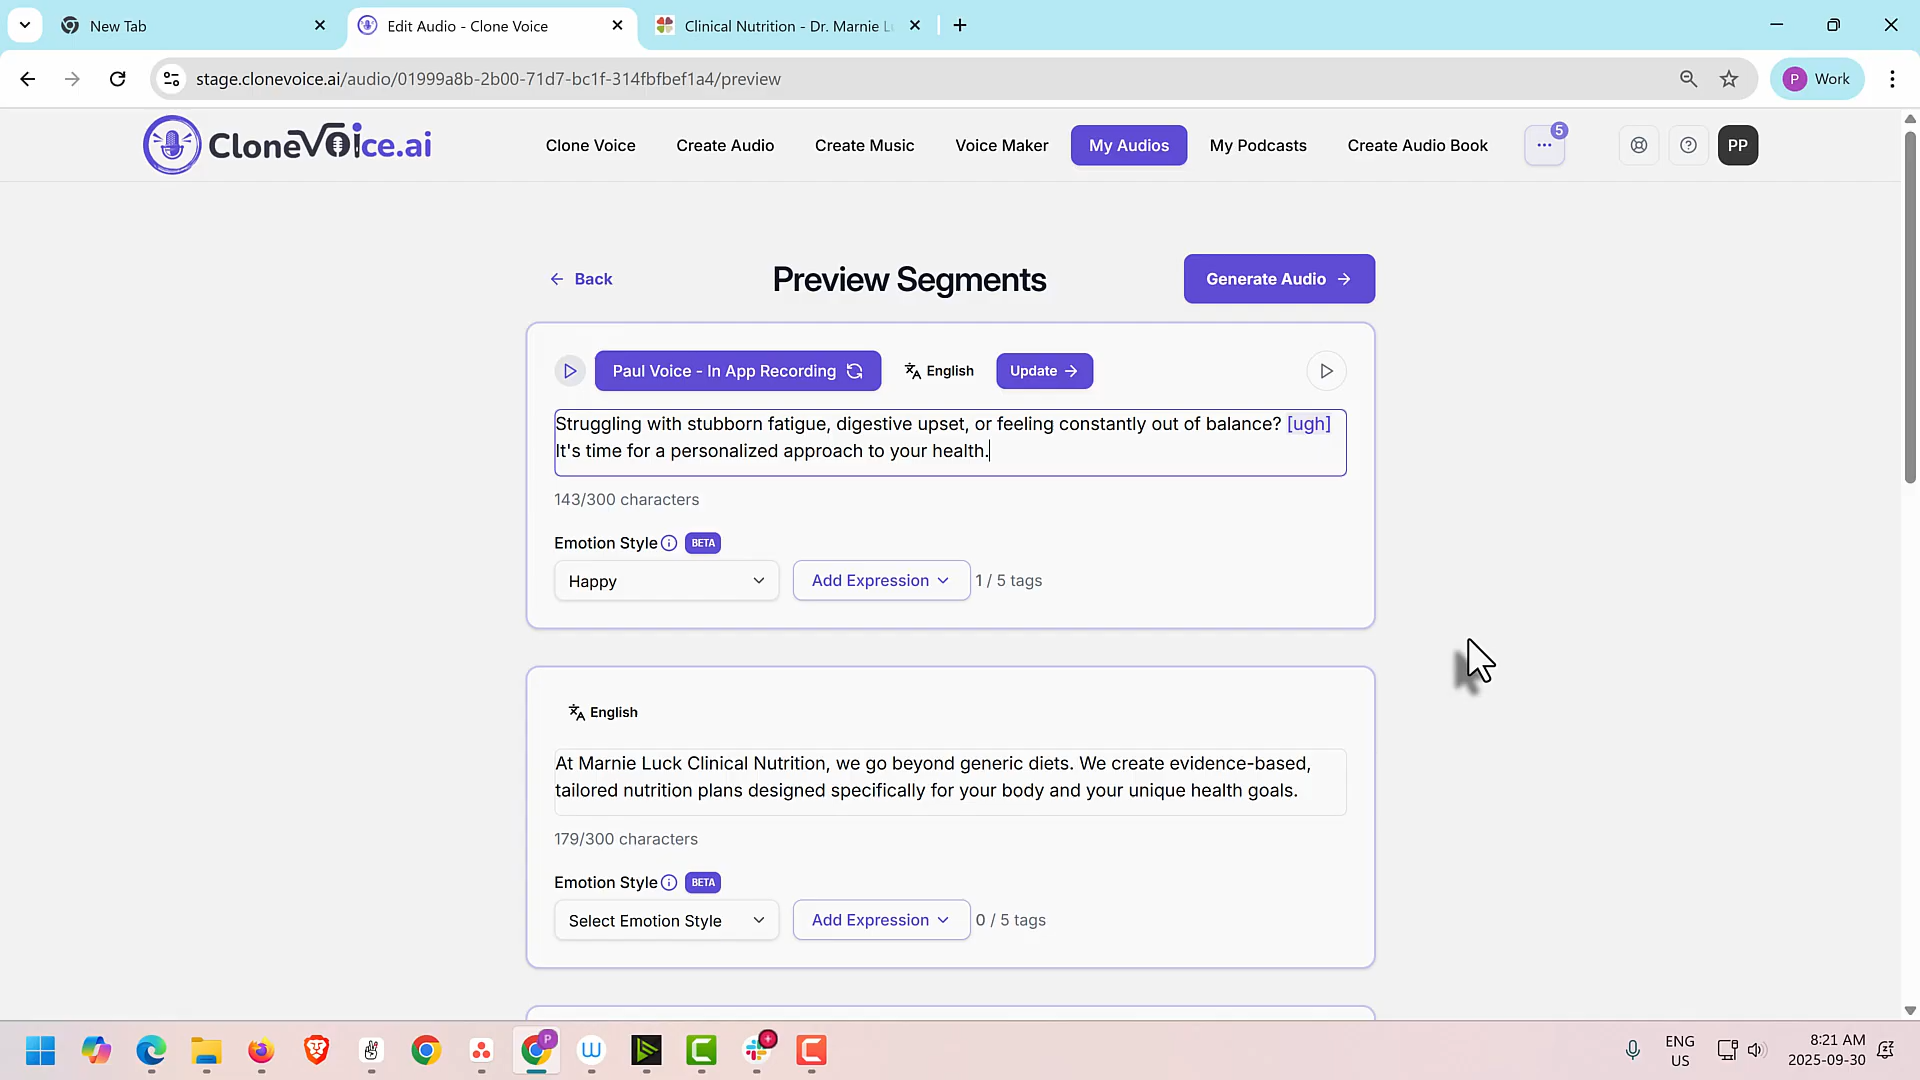 New Tab
Edit Audio - Clone Voice
Clinical Nutrition - Dr. Marnie
stage.clonevoice.ai/audio/01999a8b-2b00-71d7-bc1f-314fbfbef1a4/preview
P Work
CloneVoice.ai
Clone Voice
Create Audio
Create Music
Voice Maker
My Audios
My Podcasts
Create Audio Book
5
PP
Back
Preview Segments
Generate Audio
Paul Voice - In App Recording
English
Update
Struggling with stubborn fatigue, digestive upset, or feeling constantly out of balance? [ugh]
It's time for a personalized approach to your health.
143/300 characters
Emotion Style BETA
Happy
Add Expression
1 / 5 tags
English
At Marnie Luck Clinical Nutrition, we go beyond generic diets. We create evidence-based,
tailored nutrition plans designed specifically for your body and your unique health goals.
179/300 characters
Emotion Style BETA
Select Emotion Style
Add Expression
0 / 5 tags
P
ENG
US
8:21 AM
2025-09-30